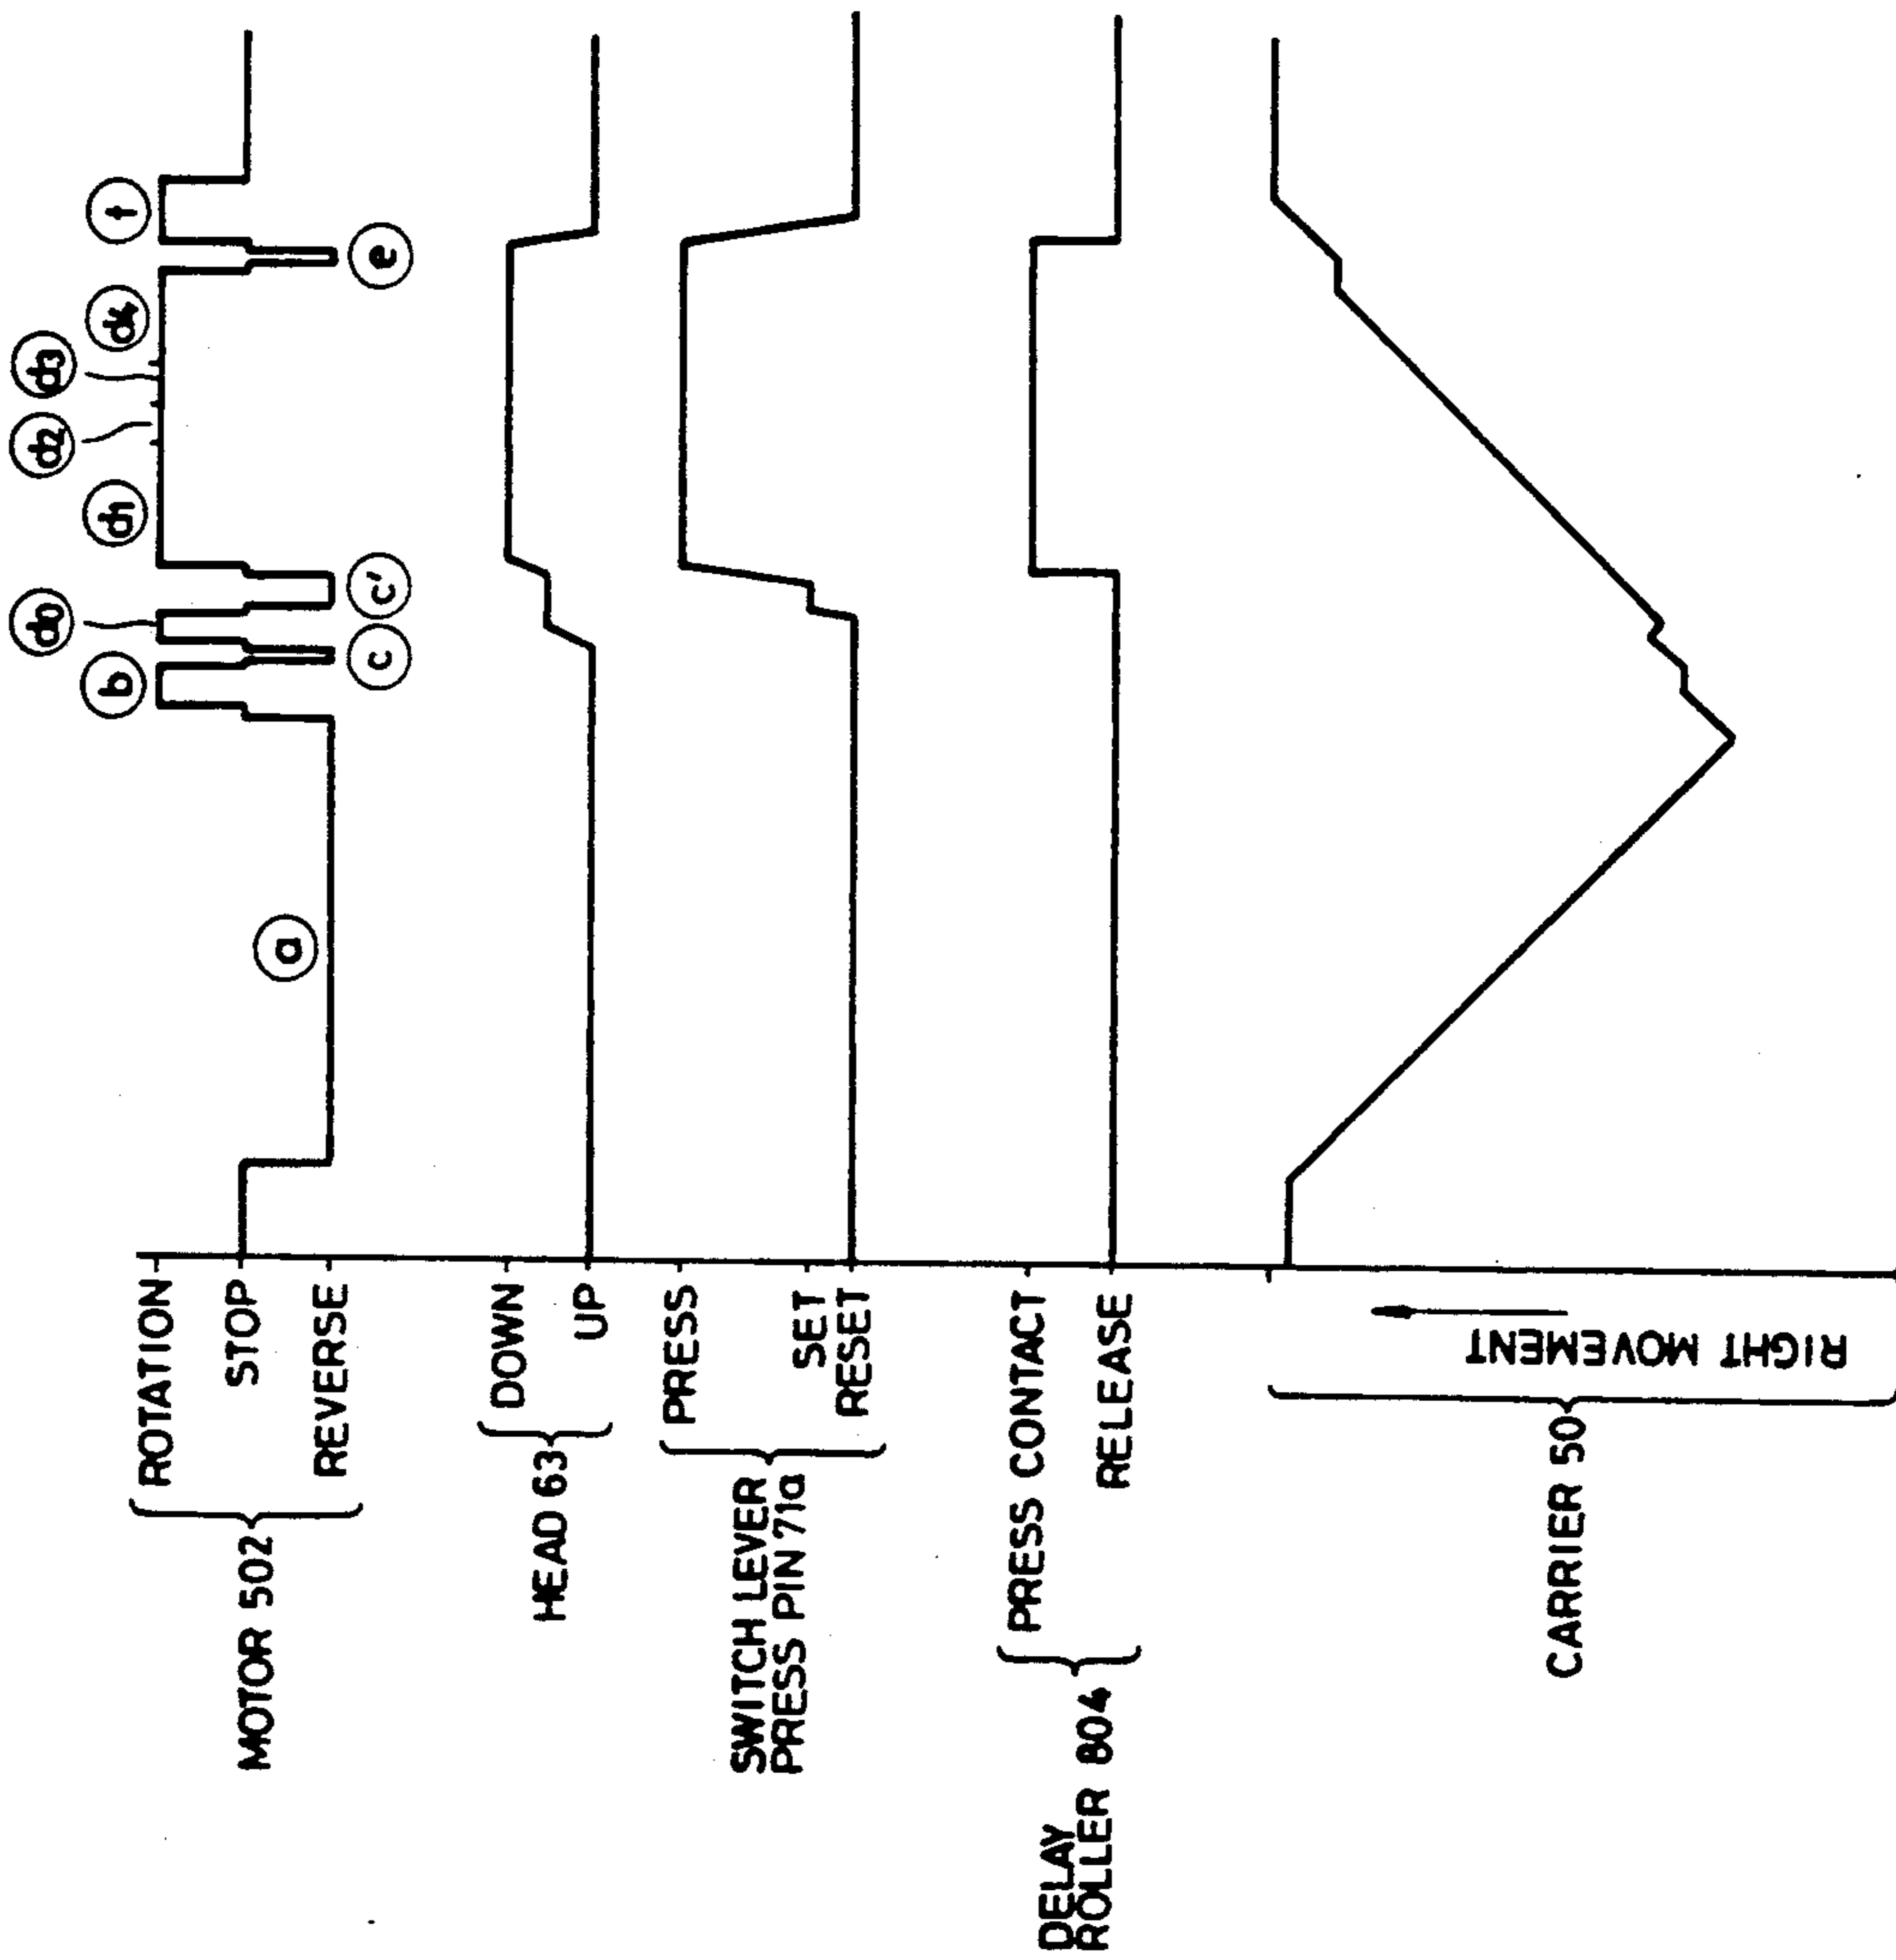 d0 d2 d3
b d1 d4 f
ROTATION
MOTOR 502 STOP
REVERSE
a
c c' e
DOWN
HEAD 63
UP
PRESS
SWITCH LEVER
PRESS PIN 71a
SET
RESET
PRESS CONTACT
DELAY
ROLLER 804
RELEASE
CARRIER 50
RIGHT MOVEMENT